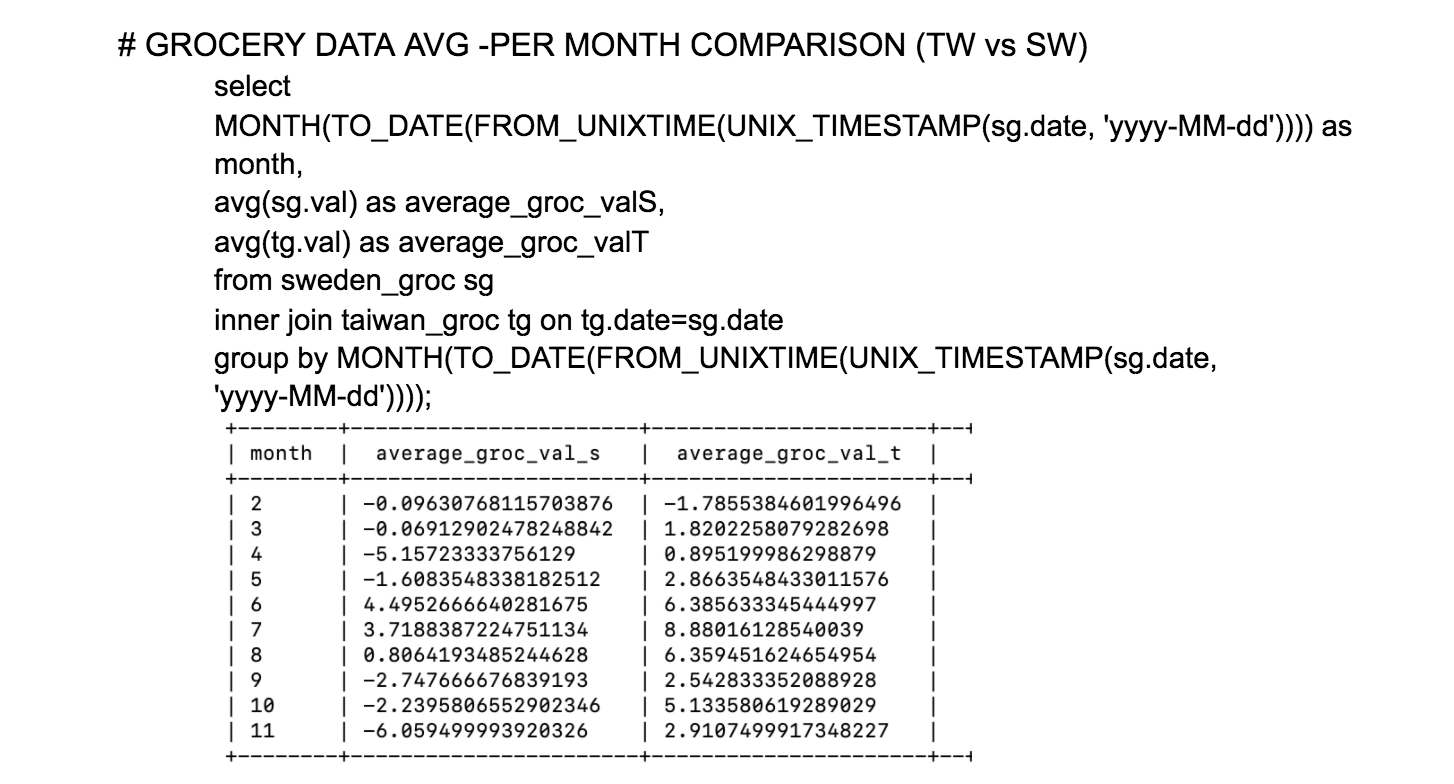 # GROCERY DATA AVG -PER MONTH COMPARISON (TW vs SW)
select
MONTH(TO_DATE(FROM_UNIXTIME(UNIX_TIMESTAMP(sg.date, 'yyyy-MM-dd')))) as
month,
avg(sg.val) as average_groc_valS,
avg(tg.val) as average_groc_valT
from sweden_groc sg
inner join taiwan_groc tg on tg.date=sg.date
group by MONTH(TO_DATE(FROM_UNIXTIME(UNIX_TIMESTAMP(sg.date,
'yyyy-MM-dd'))));
+--------+-----------------------+----------------------+--+
| month | average_groc_val_s | average_groc_val_t |
+--------+-----------------------+----------------------+--+
| 2 | -0.09630768115703876 | -1.7855384601996496 |
| 3 | -0.06912902478248842 | 1.8202258079282698 |
| 4 | -5.15723333756129 | 0.895199986298879 |
| 5 | -1.6083548338182512 | 2.8663548433011576 |
| 6 | 4.4952666640281675 | 6.385633345444997 |
| 7 | 3.7188387224751134 | 8.88016128540039 |
| 8 | 0.8064193485244628 | 6.359451624654954 |
| 9 | -2.747666676839193 | 2.542833352088928 |
| 10 | -2.2395806552902346 | 5.133580619289029 |
| 11 | -6.059499993920326 | 2.9107499917348227 |
+--------+-----------------------+----------------------+--+